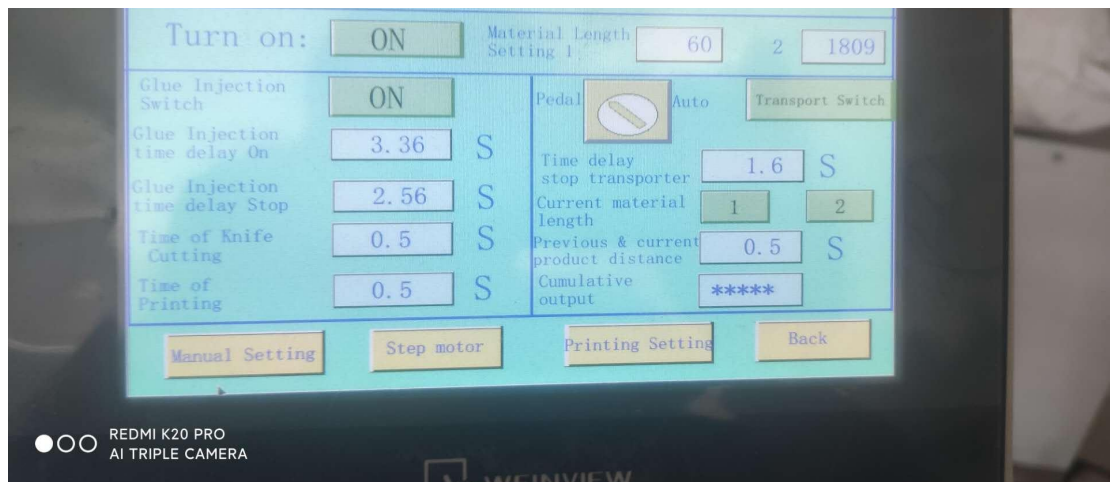 Turn on: ON Material Length
Setting 1 60 2 1809
Glue Injection
Switch ON
Pedal Auto Transport Switch
Glue Injection
time delay On 3.36 S
Time delay
stop transporter 1.6 S
Glue Injection
time delay Stop 2.56 S
Current material
length 1 2
Time of Knife
Cutting 0.5 S
Previous & current
product distance 0.5 S
Time of
Printing 0.5 S
Cumulative
output *****
Manual Setting Step motor Printing Setting Back
REDMI K20 PRO
AI TRIPLE CAMERA
WEINVIEW